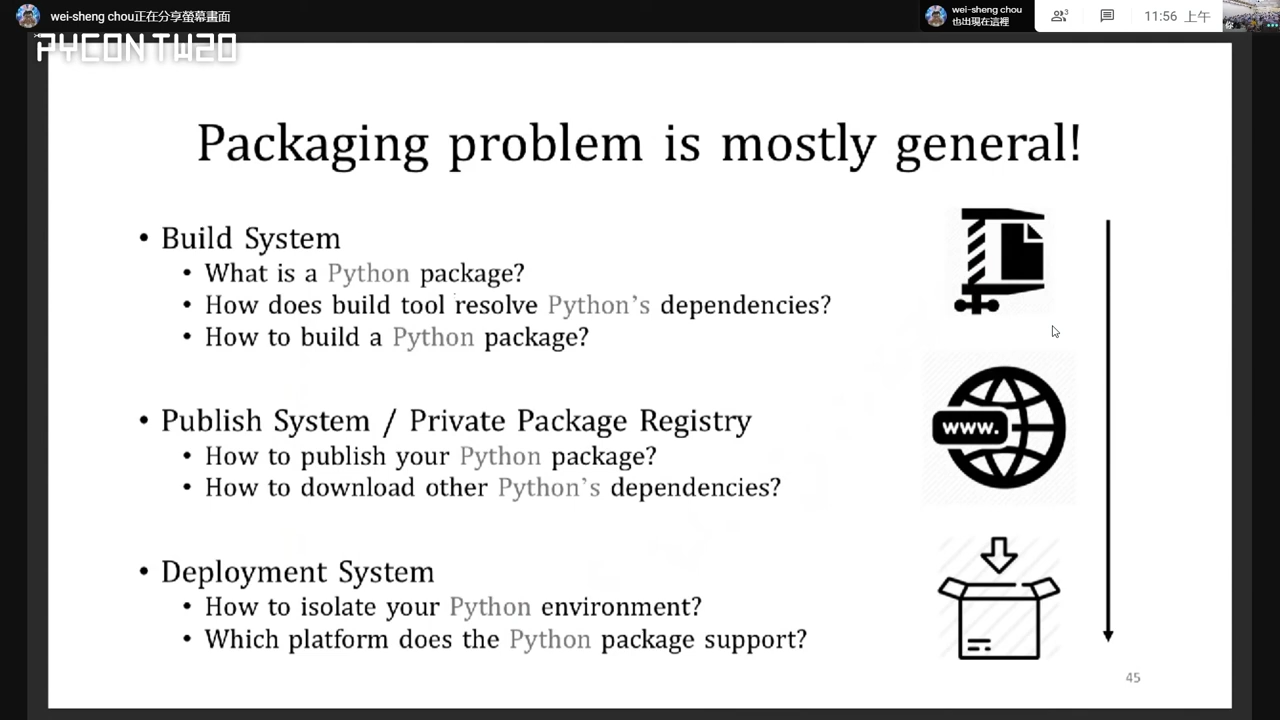 wei-sheng chou正在分享螢幕畫面
wei-sheng chou
也出現在這裡
3
11:56 上午
你
PYCON TW20
Packaging problem is mostly general!
• Build System
• What is a Python package?
• How does build tool resolve Python's dependencies?
• How to build a Python package?
www.
• Publish System / Private Package Registry
• How to publish your Python package?
• How to download other Python's dependencies?
• Deployment System
• How to isolate your Python environment?
• Which platform does the Python package support?
45